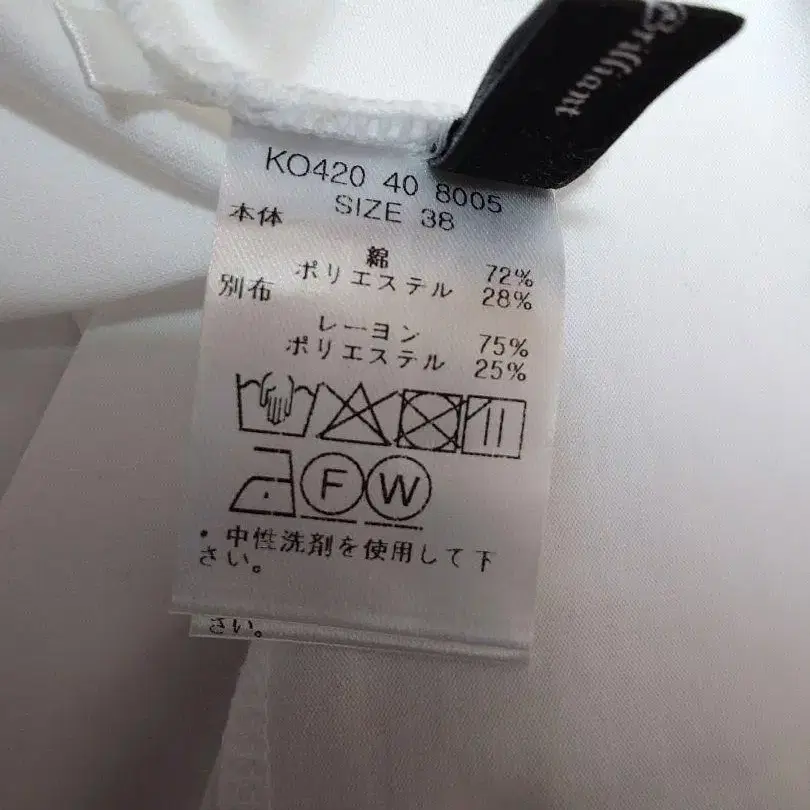 Brilliant
KO420 40 8005
SIZE 38
本体
綿 72%
ポリエステル 28%
別布
レーヨン 75%
ポリエステル 25%
F W
・中性洗剤を使用して下
さい。
さい。